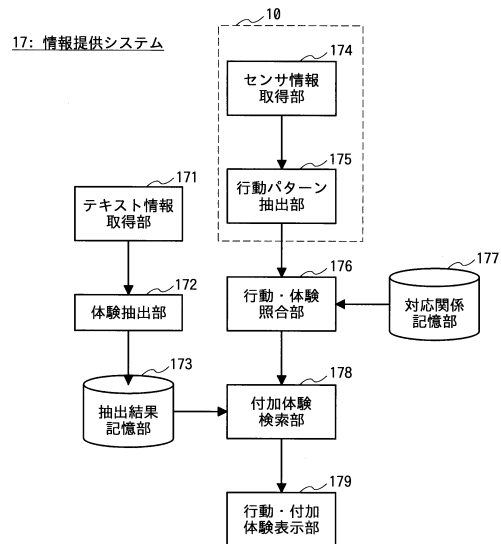 17: 情報提供システム
10
174
センサ情報
取得部
175
行動パターン
抽出部
171
テキスト情報
取得部
172
体験抽出部
173
抽出結果
記憶部
176
行動・体験
照合部
177
対応関係
記憶部
178
付加体験
検索部
179
行動・付加
体験表示部